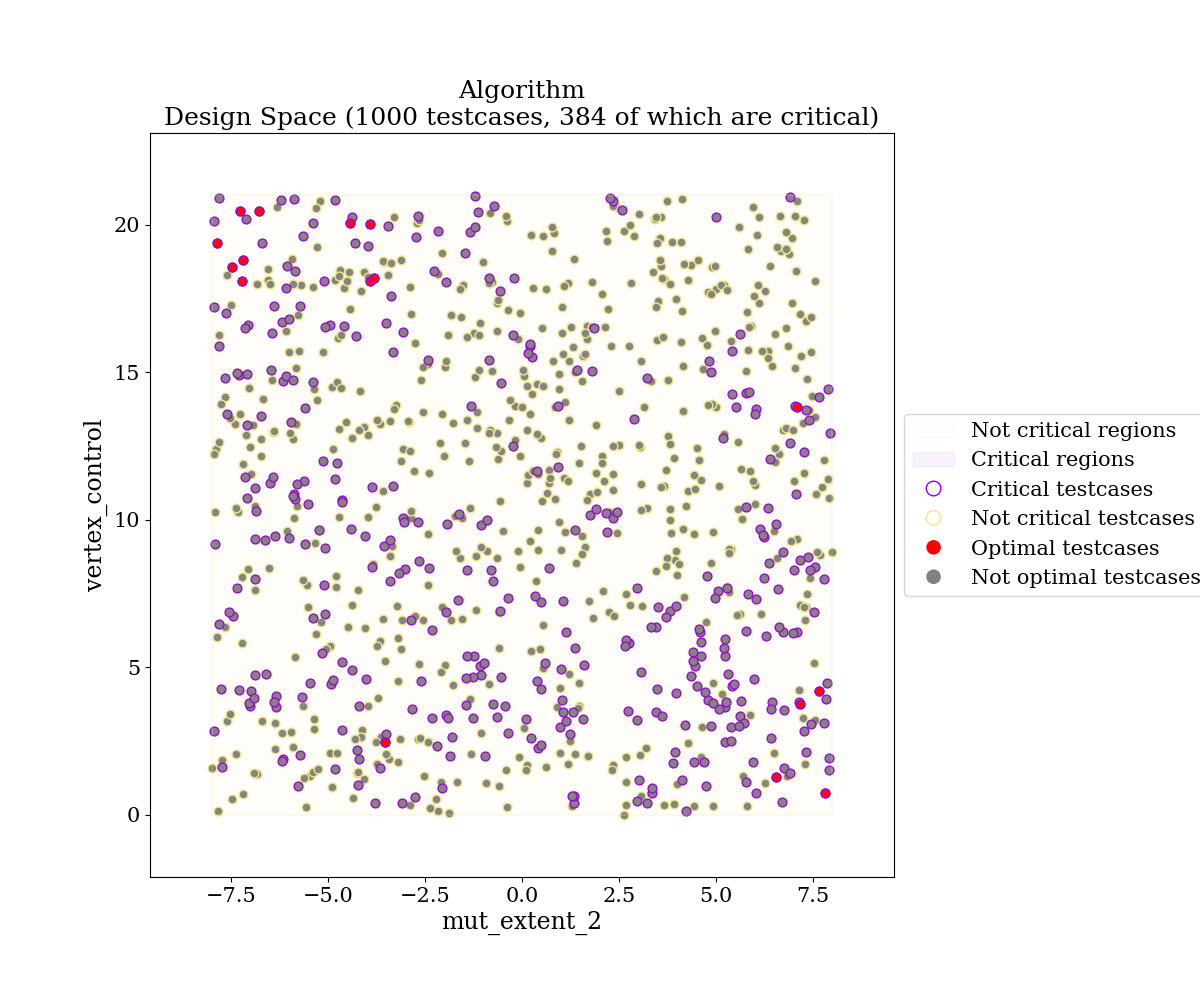 Algorithm
Design Space (1000 testcases, 384 of which are critical)
20
15
10
5
0
vertex_control
−7.5
−5.0
−2.5
0.0
2.5
5.0
7.5
mut_extent_2
Not critical regions
Critical regions
Critical testcases
Not critical testcases
Optimal testcases
Not optimal testcases